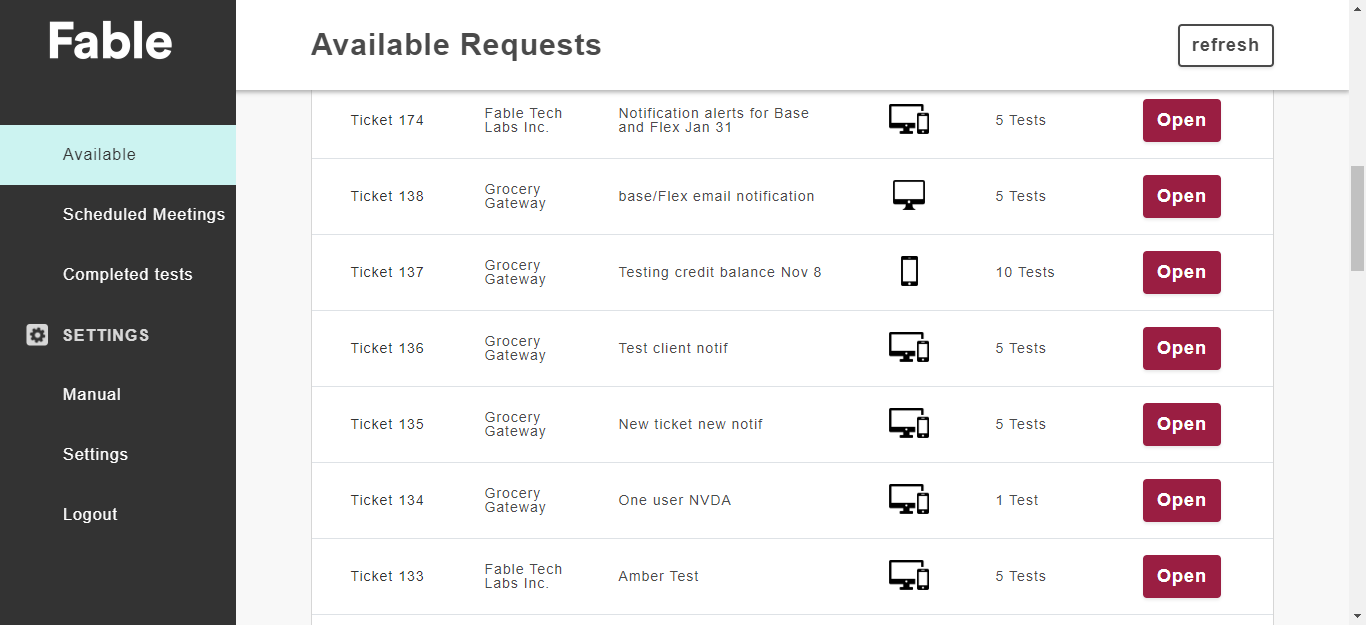 Fable
Available Requests
refresh
Available
Scheduled Meetings
Completed tests
SETTINGS
Manual
Settings
Logout
Ticket 174
Fable Tech
Labs Inc.
Notification alerts for Base
and Flex Jan 31
5 Tests
Open
Ticket 138
Grocery
Gateway
base/Flex email notification
5 Tests
Open
Ticket 137
Grocery
Gateway
Testing credit balance Nov 8
10 Tests
Open
Ticket 136
Grocery
Gateway
Test client notif
5 Tests
Open
Ticket 135
Grocery
Gateway
New ticket new notif
5 Tests
Open
Ticket 134
Grocery
Gateway
One user NVDA
1 Test
Open
Ticket 133
Fable Tech
Labs Inc.
Amber Test
5 Tests
Open